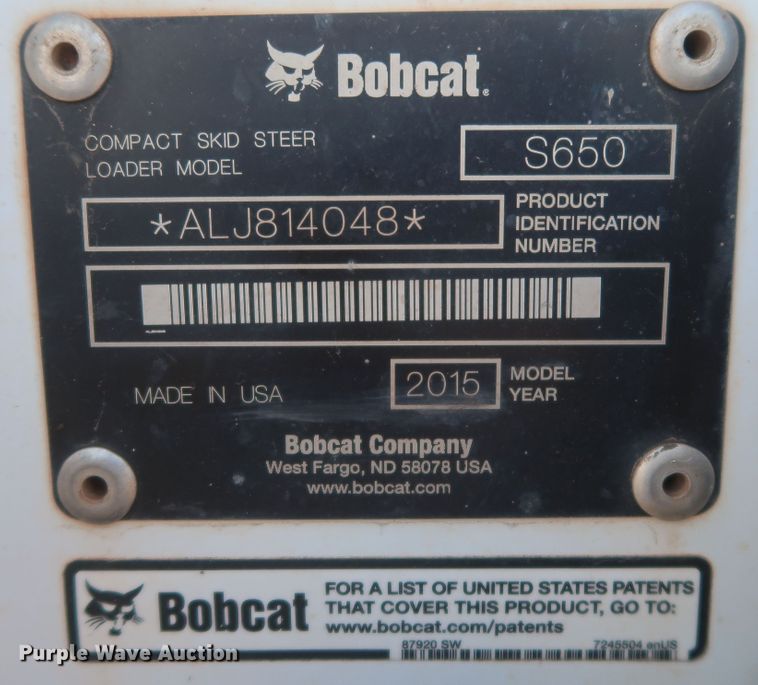 Bobcat®
COMPACT SKID STEER
LOADER MODEL
S650
*ALJ814048*
PRODUCT
IDENTIFICATION
NUMBER
MADE IN USA
2015
MODEL
YEAR
Bobcat Company
West Fargo, ND 58078 USA
www.bobcat.com
Bobcat
FOR A LIST OF UNITED STATES PATENTS
THAT COVER THIS PRODUCT, GO TO:
www.bobcat.com/patents
87920 SW
7245504 enUS
Purple Wave Auction